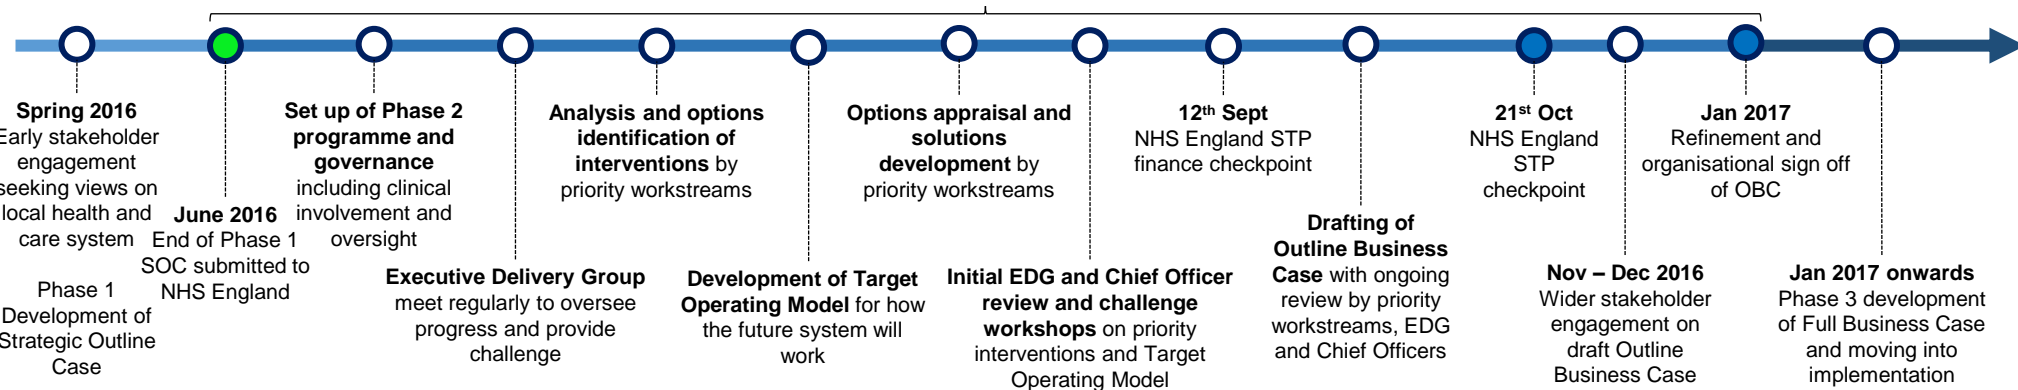 Spring 2016
Early stakeholder
engagement
seeking views on
local health and
care system
Phase 1
Development of
Strategic Outline
Case
June 2016
End of Phase 1
SOC submitted to
NHS England
Set up of Phase 2
programme and
governance
including clinical
involvement and
oversight
Executive Delivery Group
meet regularly to oversee
progress and provide
challenge
Analysis and options
identification of
interventions by
priority workstreams
Development of Target
Operating Model for how
the future system will
work
Options appraisal and
solutions
development by
priority workstreams
Initial EDG and Chief Officer
review and challenge
workshops on priority
interventions and Target
Operating Model
12th Sept
NHS England STP
finance checkpoint
Drafting of
Outline Business
Case with ongoing
review by priority
workstreams, EDG
and Chief Officers
21st Oct
NHS England
STP
checkpoint
Nov – Dec 2016
Wider stakeholder
engagement on
draft Outline
Business Case
Jan 2017
Refinement and
organisational sign off
of OBC
Jan 2017 onwards
Phase 3 development
of Full Business Case
and moving into
implementation